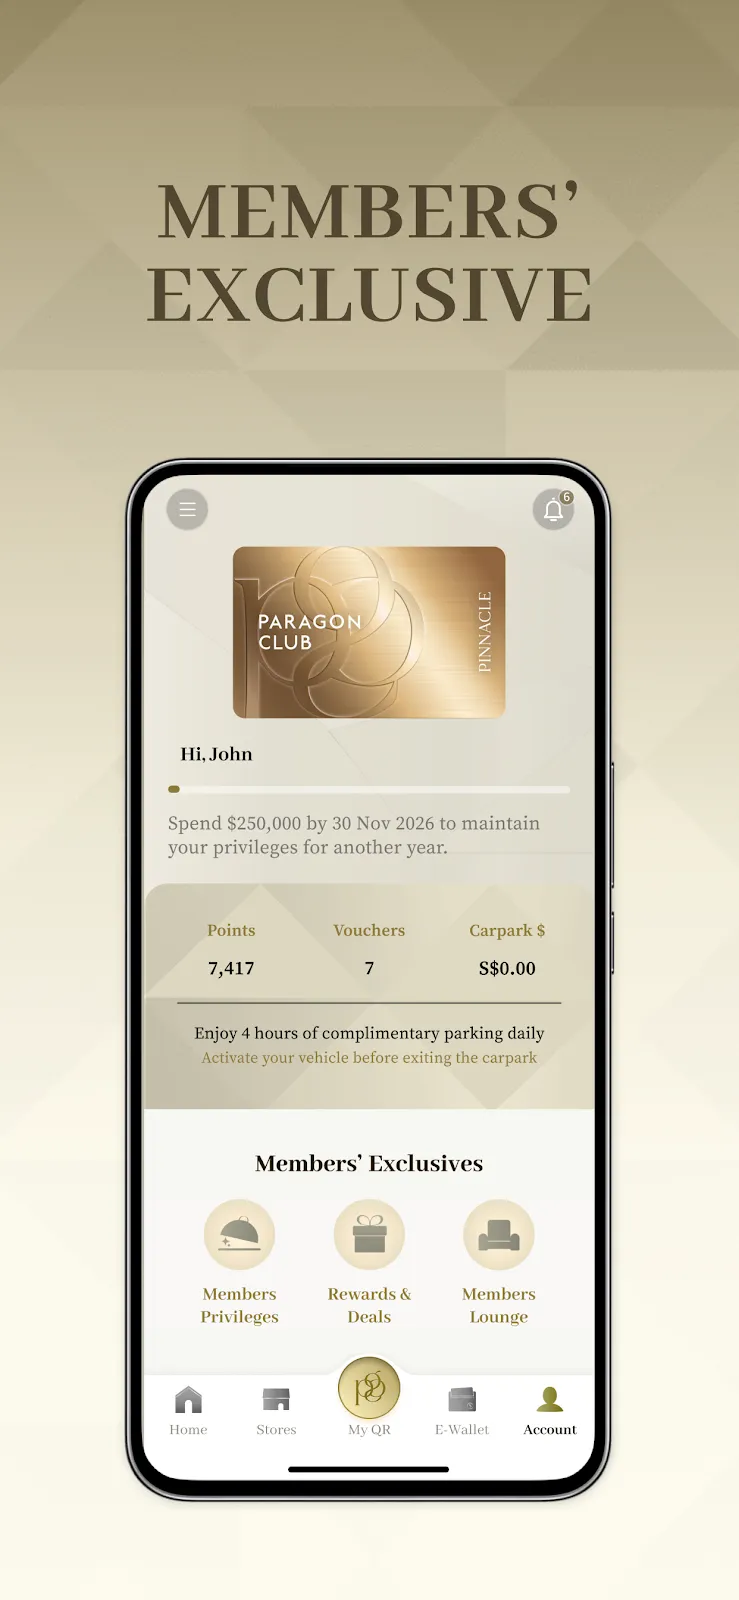 MEMBERS’
EXCLUSIVE
6
PARAGON
CLUB
PINNACLE
Hi, John
Spend $250,000 by 30 Nov 2026 to maintain
your privileges for another year.
Points Vouchers Carpark $
7,417 7 S$0.00
Enjoy 4 hours of complimentary parking daily
Activate your vehicle before exiting the carpark
Members’ Exclusives
Members Rewards & Members
Privileges Deals Lounge
Home Stores My QR E-Wallet Account